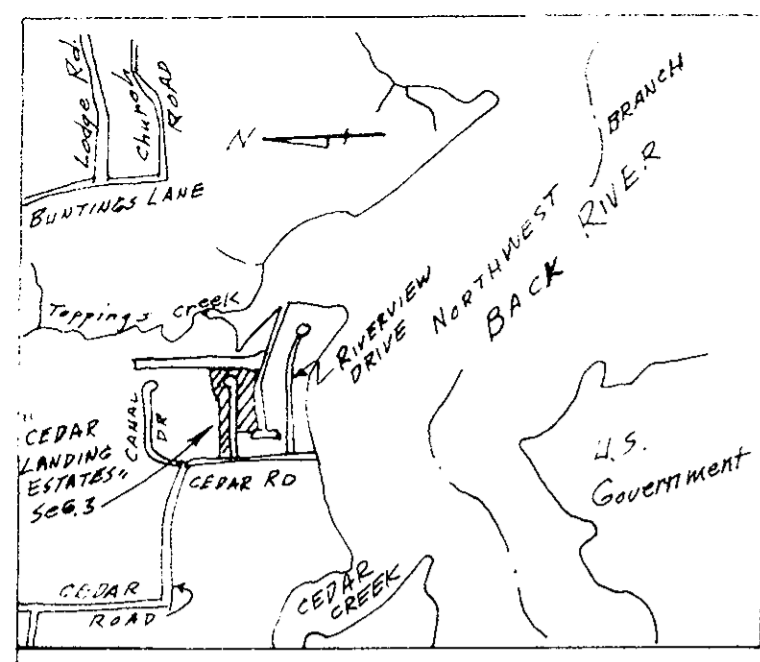 Lodge Rd.
Church
ROAD
BUNTINGS LANE
N
BRANCH
NORTHWEST
BACK RIVER
Toppings Creek
RIVERVIEW
DRIVE
"CEDAR
LANDING
ESTATES"
SEG.3
CANAL
DR
CEDAR RD
U.S.
Government
CEDAR
ROAD
CEDAR
CREEK